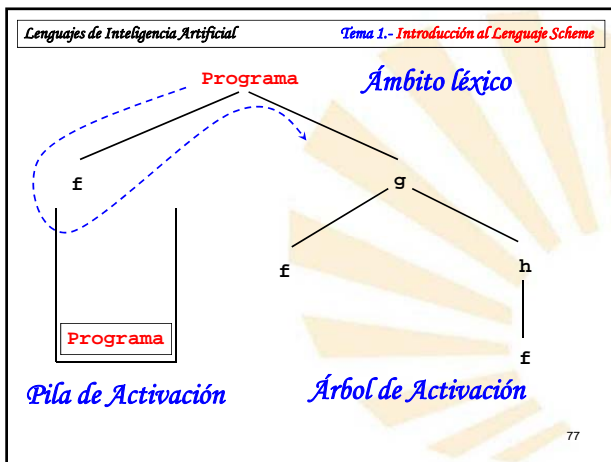 Lenguajes de Inteligencia Artificial Tema 1.- Introducción al Lenguaje Scheme
Programa
Ámbito léxico
f
g
f
h
Programa
f
Pila de Activación
Árbol de Activación
77